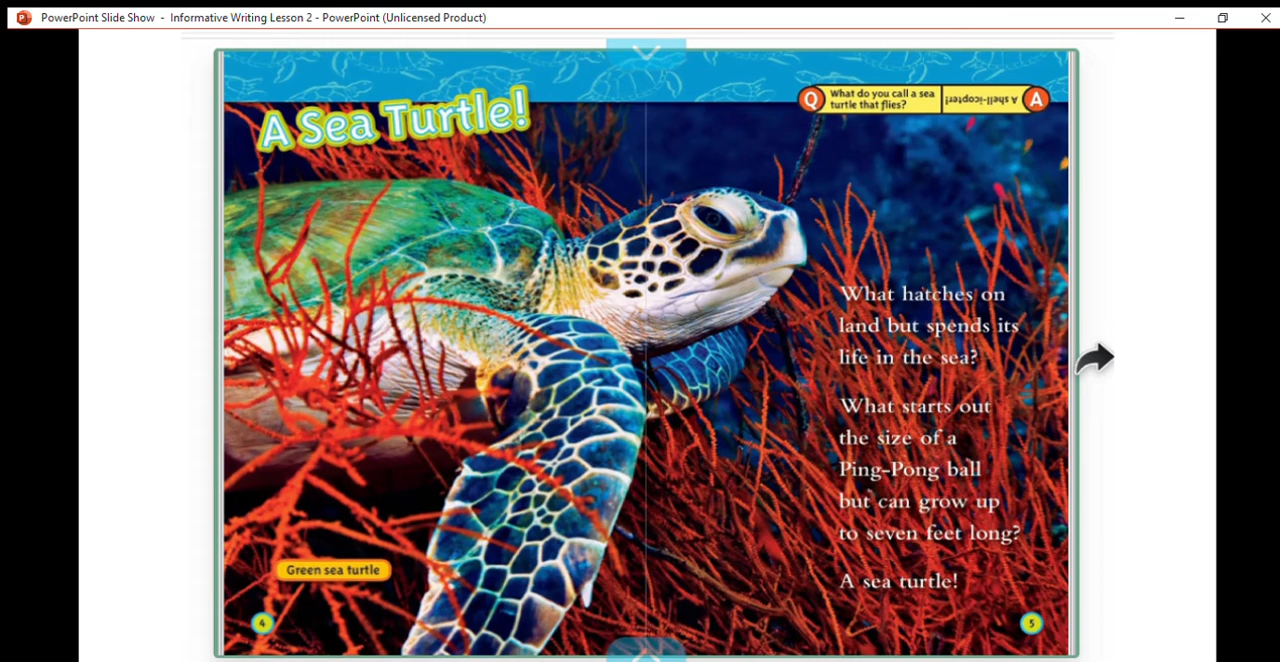 PowerPoint Slide Show - Informative Writing Lesson 2 - PowerPoint (Unlicensed Product)
A Sea Turtle!
Q
What do you call a sea
turtle that flies?
A shell-icopter!
A
What hatches on
land but spends its
life in the sea?
What starts out
the size of a
Ping-Pong ball
but can grow up
to seven feet long?
A sea turtle!
Green sea turtle
4
5